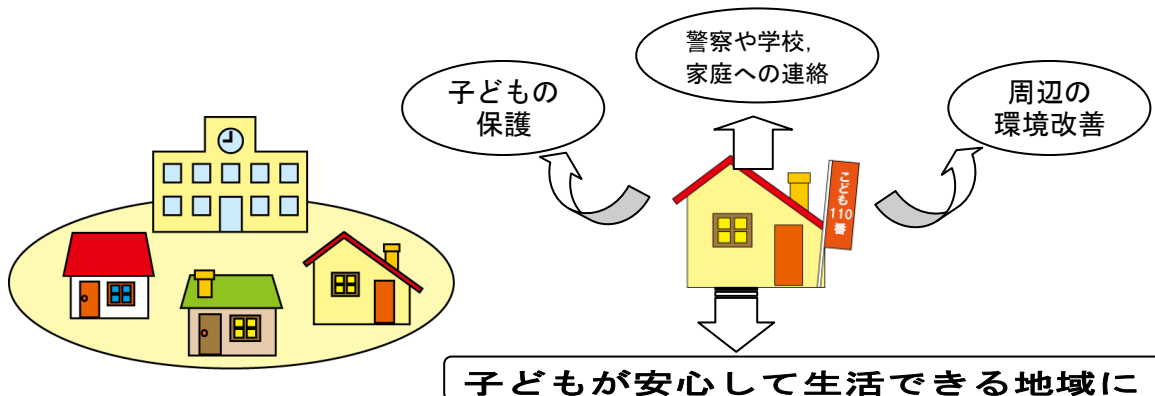 警察や学校,
家庭への連絡
子どもの
保護
周辺の
環境改善
こども
110
番
子どもが安心して生活できる地域に